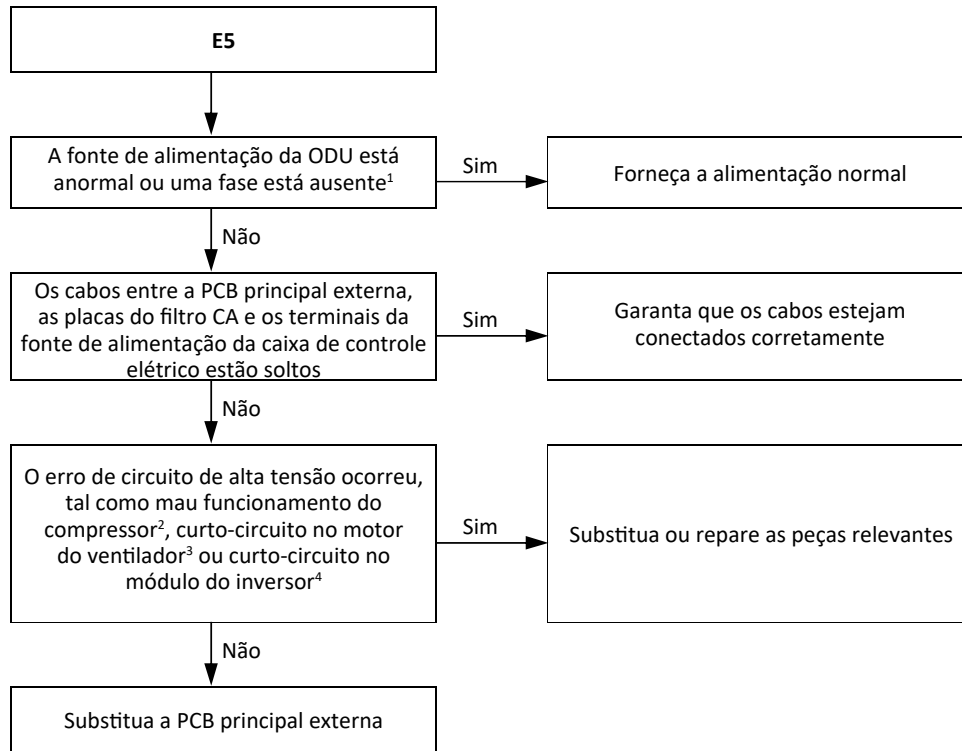 E5
A fonte de alimentação da ODU está
anormal ou uma fase está ausente¹
Sim
Forneça a alimentação normal
Não
Os cabos entre a PCB principal externa,
as placas do filtro CA e os terminais da
fonte de alimentação da caixa de controle
elétrico estão soltos
Sim
Garanta que os cabos estejam
conectados corretamente
Não
O erro de circuito de alta tensão ocorreu,
tal como mau funcionamento do
compressor², curto-circuito no motor
do ventilador³ ou curto-circuito no
módulo do inversor⁴
Sim
Substitua ou repare as peças relevantes
Não
Substitua a PCB principal externa